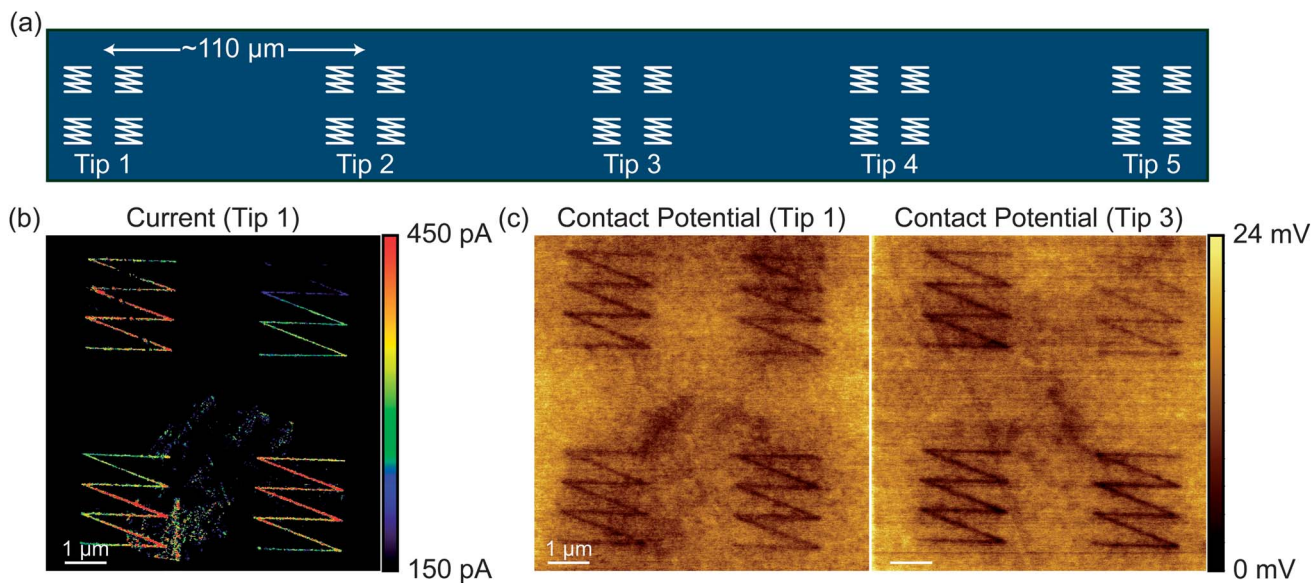 (a)
~110 µm
Tip 1 Tip 2 Tip 3 Tip 4 Tip 5
(b) Current (Tip 1)
450 pA
1 µm
150 pA
(c) Contact Potential (Tip 1) Contact Potential (Tip 3)
24 mV
1 µm
0 mV